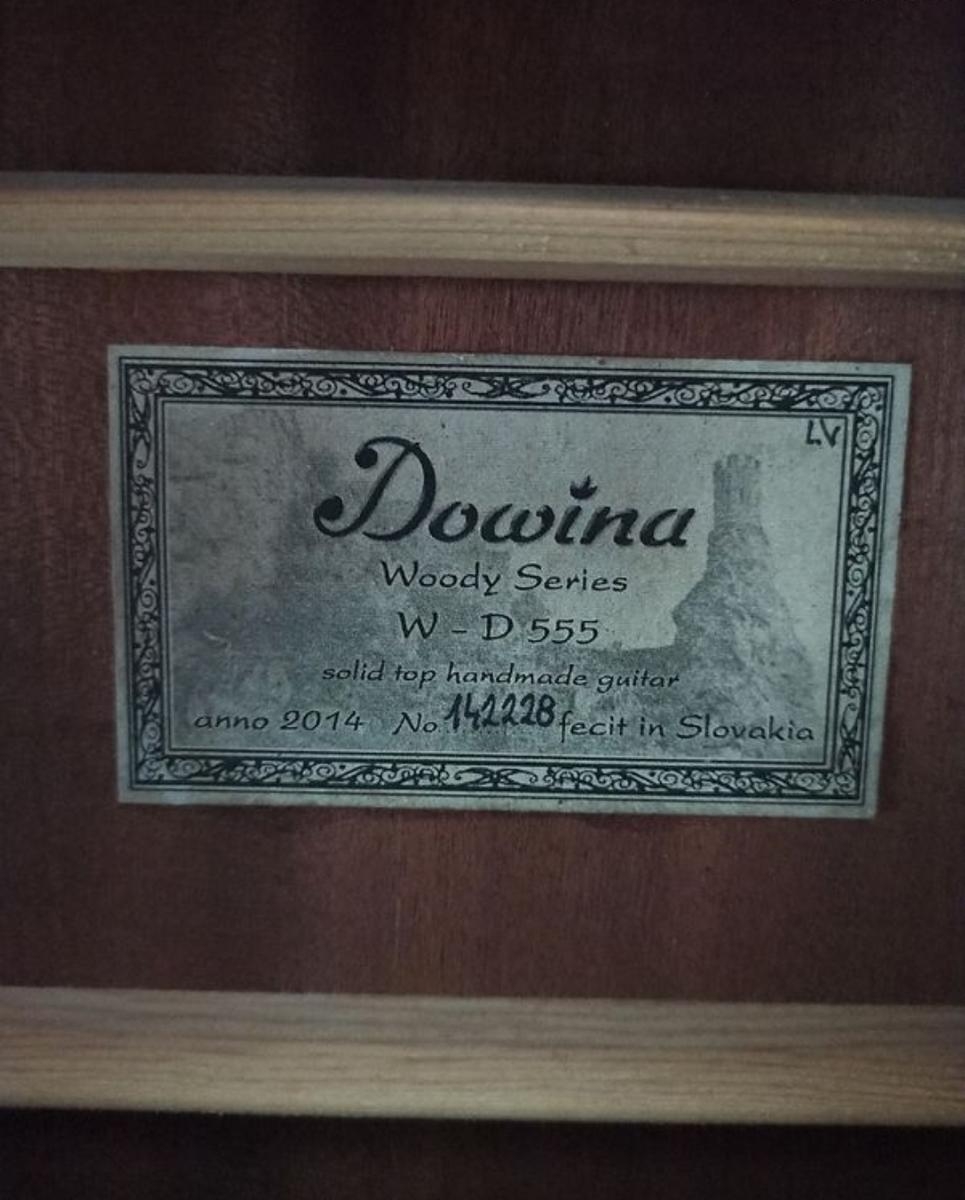 LV
Dowina
Woody Series
W - D 555
solid top handmade guitar
anno 2014 No. 142228 fecit in Slovakia